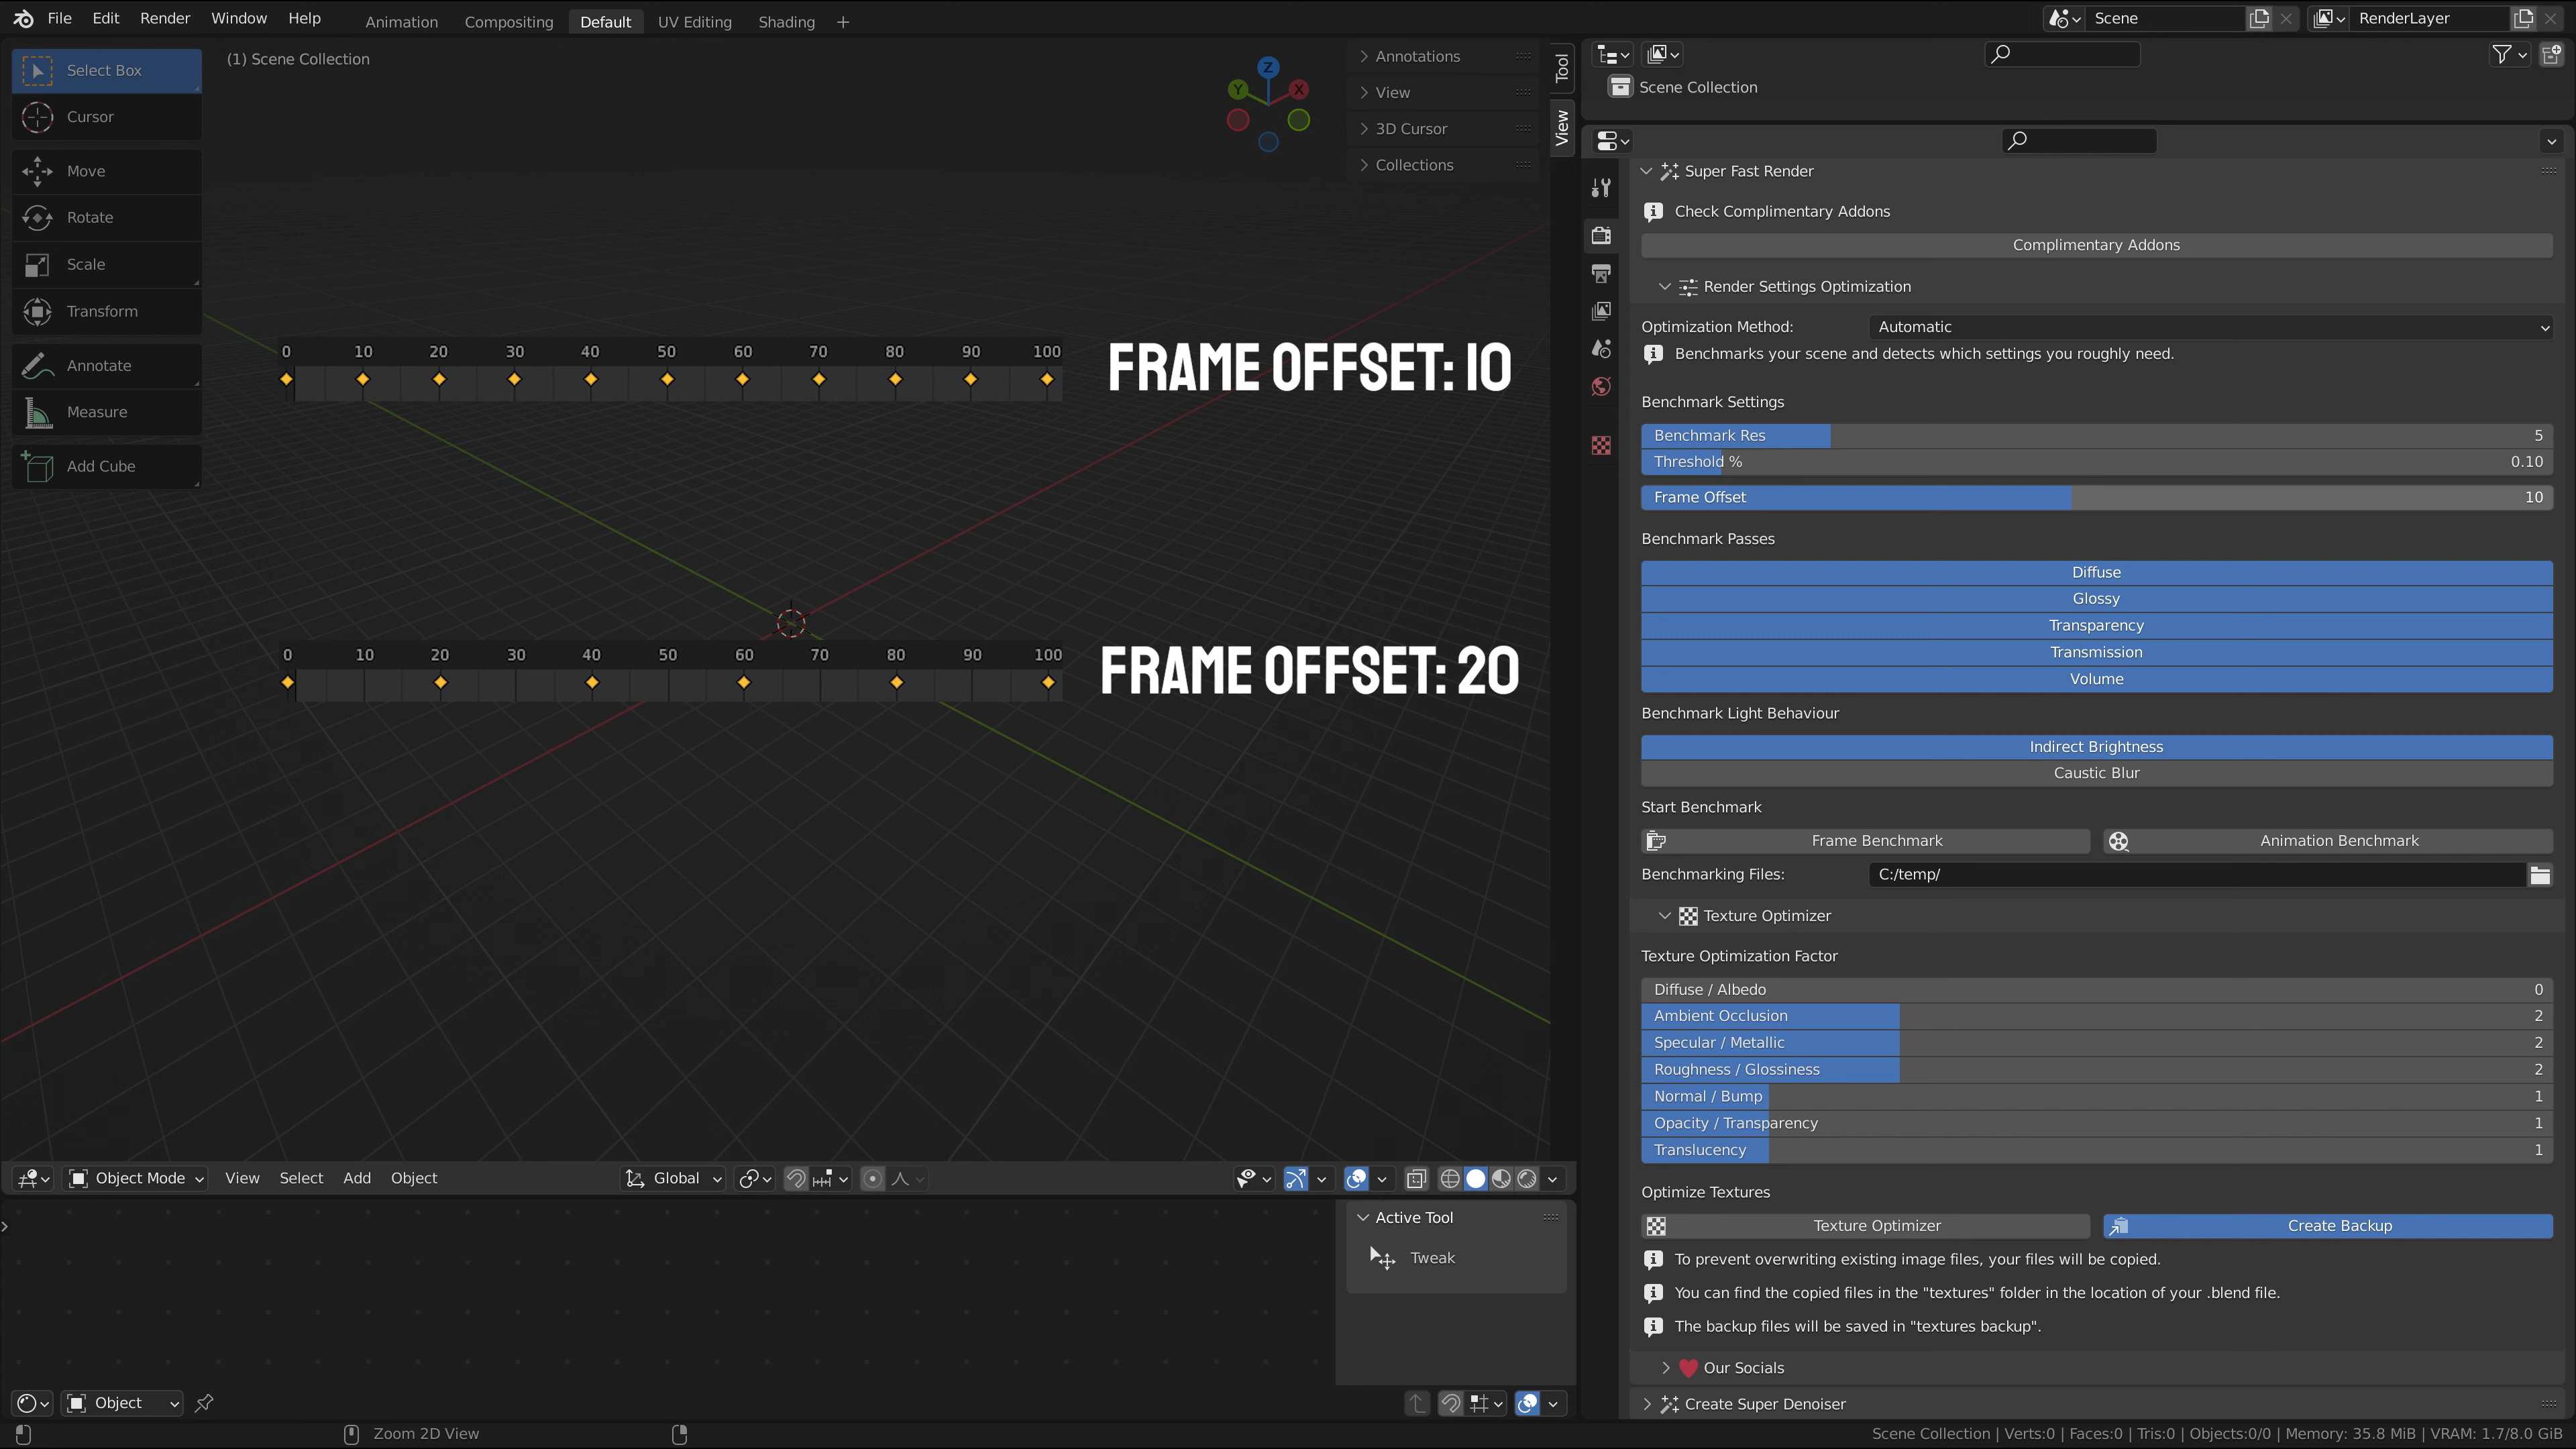 File Edit Render Window Help Animation Compositing Default UV Editing Shading + Scene RenderLayer
Select Box
Cursor
Move
Rotate
Scale
Transform
Annotate
Measure
Add Cube
(1) Scene Collection
Z
Y
X
Annotations
View
3D Cursor
Collections
Tool
View
0 10 20 30 40 50 60 70 80 90 100
FRAME OFFSET: 10
0 10 20 30 40 50 60 70 80 90 100
FRAME OFFSET: 20
Object Mode View Select Add Object Global
Active Tool
Tweak
Object
Scene Collection
Super Fast Render
Check Complimentary Addons
Complimentary Addons
Render Settings Optimization
Optimization Method: Automatic
Benchmarks your scene and detects which settings you roughly need.
Benchmark Settings
Benchmark Res 5
Threshold % 0.10
Frame Offset 10
Benchmark Passes
Diffuse
Glossy
Transparency
Transmission
Volume
Benchmark Light Behaviour
Indirect Brightness
Caustic Blur
Start Benchmark
Frame Benchmark Animation Benchmark
Benchmarking Files: C:/temp/
Texture Optimizer
Texture Optimization Factor
Diffuse / Albedo 0
Ambient Occlusion 2
Specular / Metallic 2
Roughness / Glossiness 2
Normal / Bump 1
Opacity / Transparency 1
Translucency 1
Optimize Textures
Texture Optimizer Create Backup
To prevent overwriting existing image files, your files will be copied.
You can find the copied files in the "textures" folder in the location of your .blend file.
The backup files will be saved in "textures backup".
Our Socials
Create Super Denoiser
Zoom 2D View
Scene Collection | Verts:0 | Faces:0 | Tris:0 | Objects:0/0 | Memory: 35.8 MiB | VRAM: 1.7/8.0 GiB